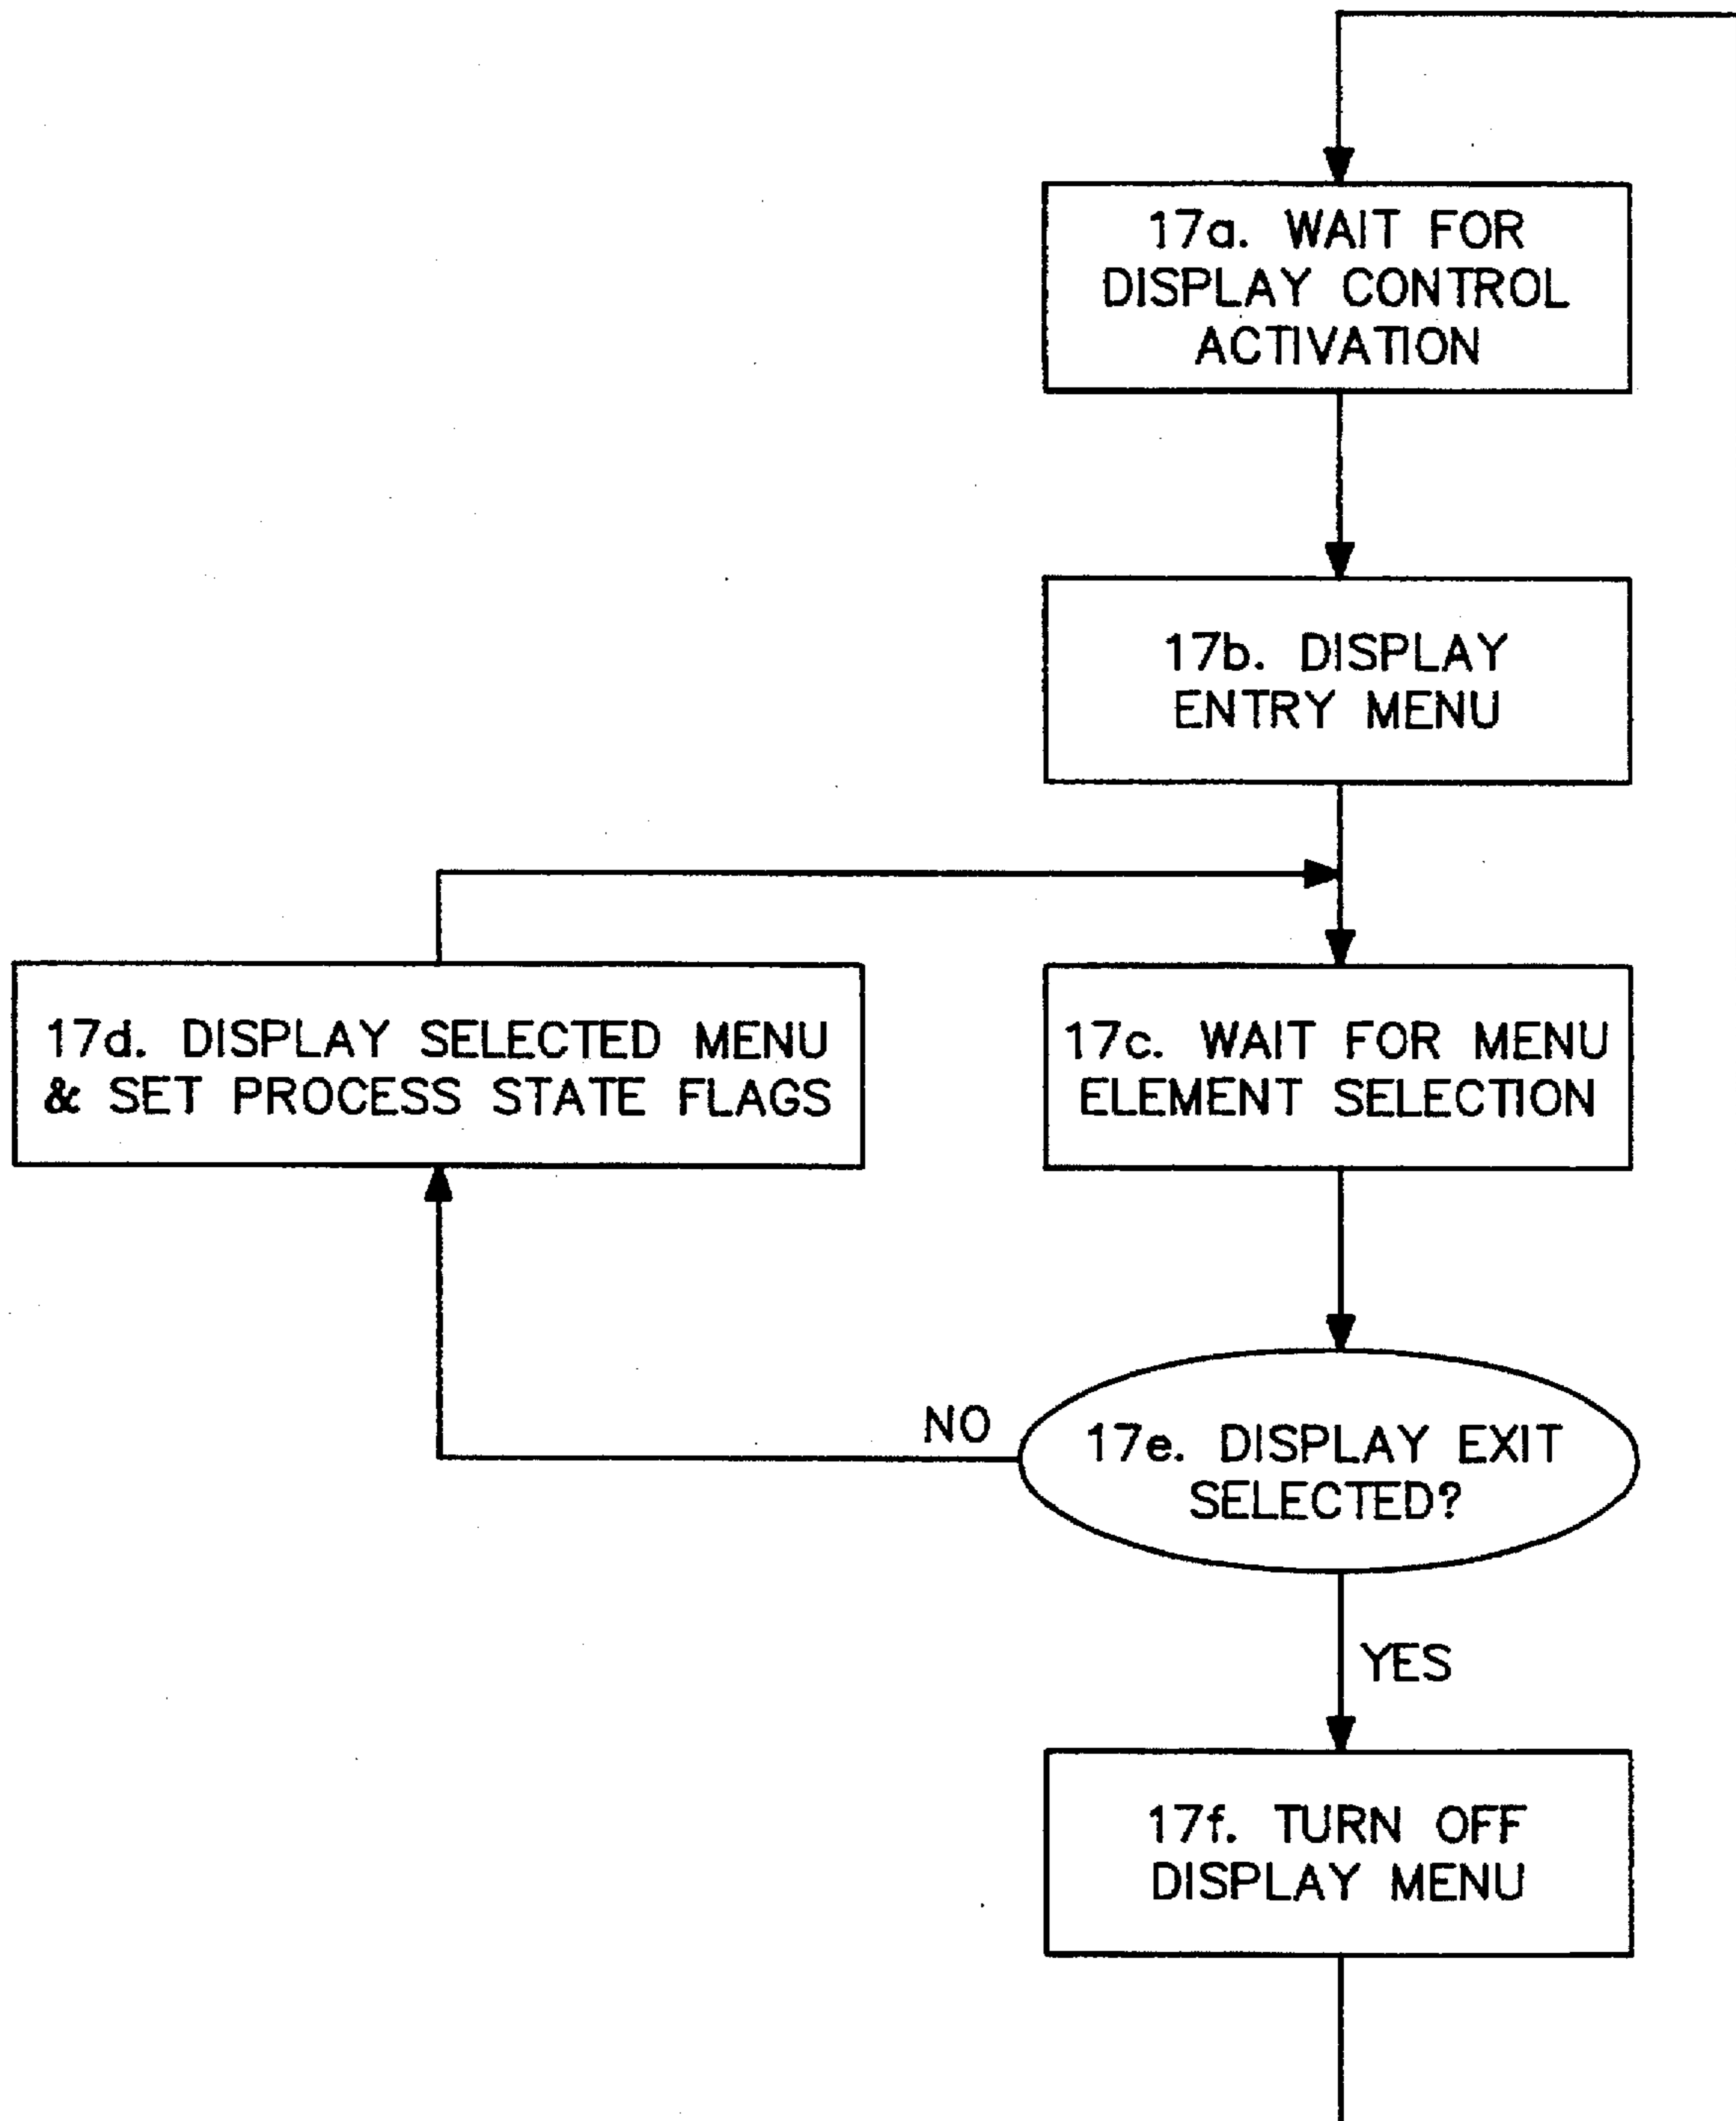 17a. WAIT FOR
DISPLAY CONTROL
ACTIVATION
17b. DISPLAY
ENTRY MENU
17d. DISPLAY SELECTED MENU
& SET PROCESS STATE FLAGS
17c. WAIT FOR MENU
ELEMENT SELECTION
NO
17e. DISPLAY EXIT
SELECTED?
YES
17f. TURN OFF
DISPLAY MENU